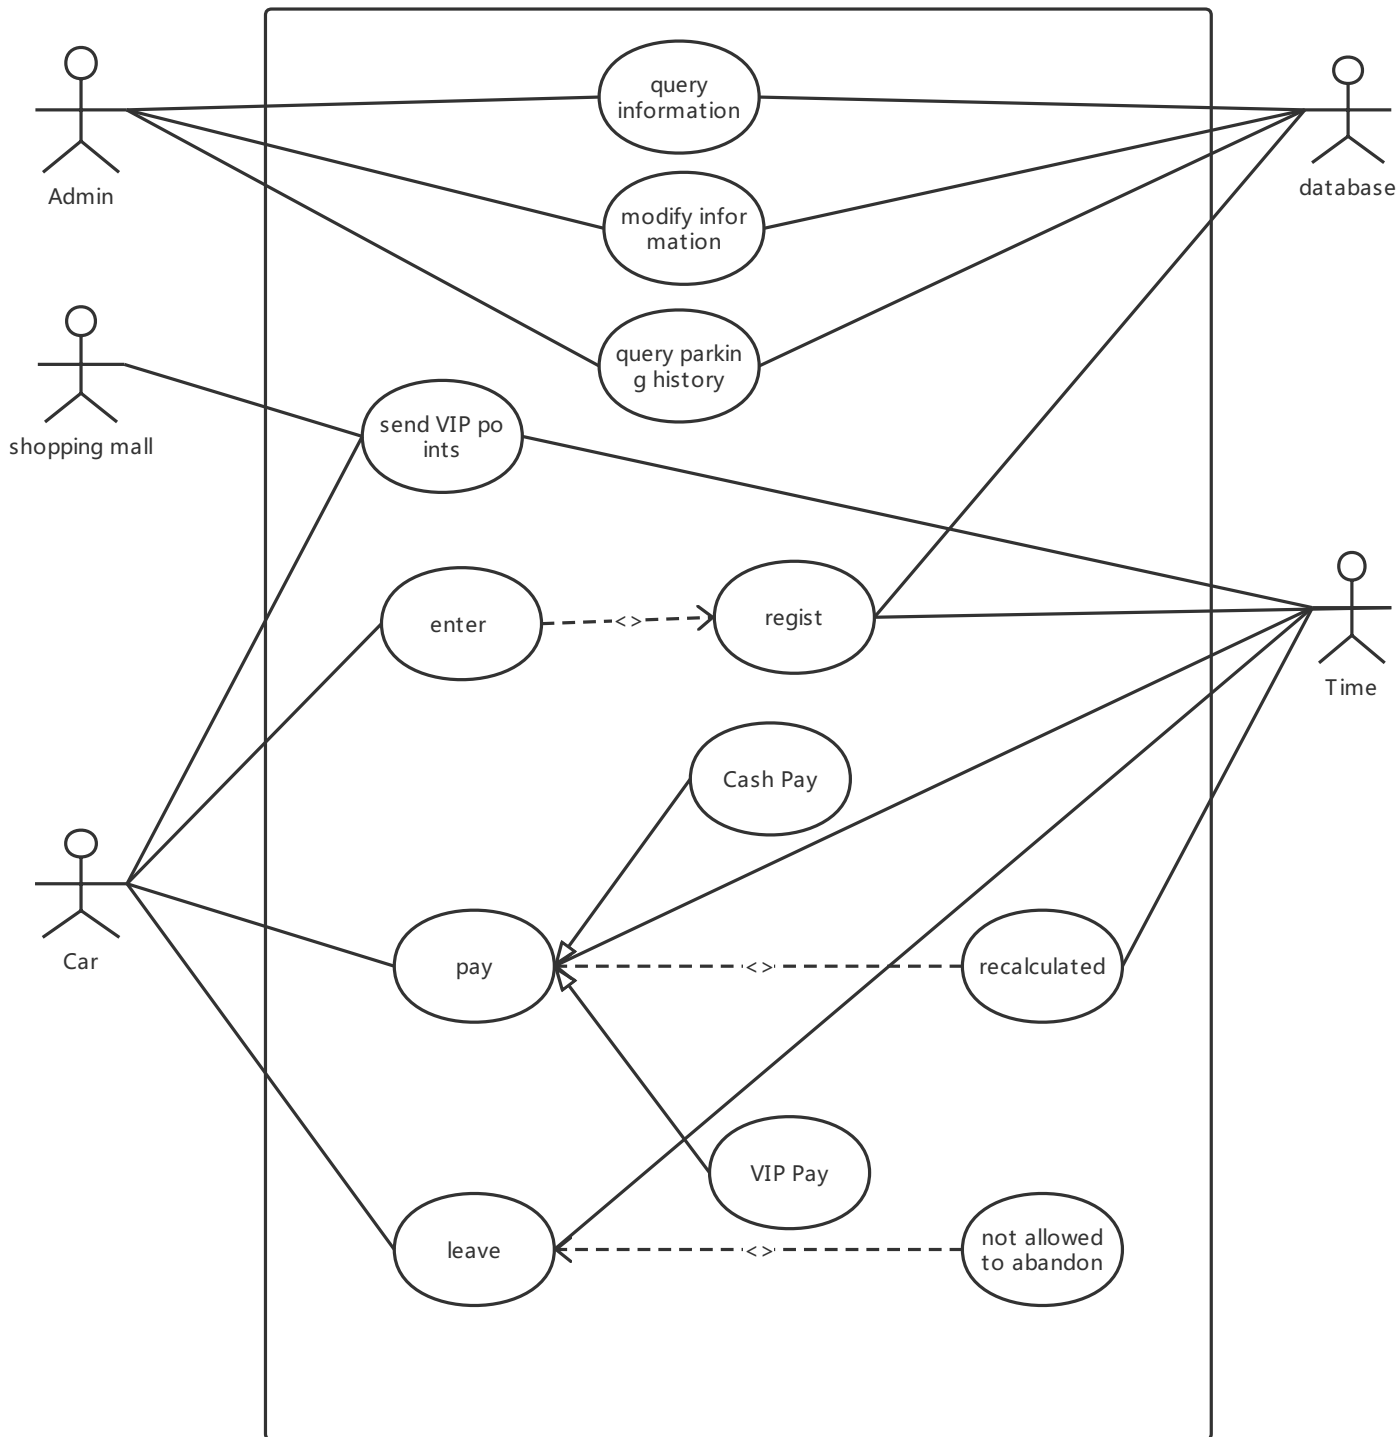 query
information
Admin
database
modify infor
mation
query parkin
g history
shopping mall
send VIP po
ints
enter
<>
regist
Time
Cash Pay
Car
pay
<>
recalculated
VIP Pay
leave
<>
not allowed
to abandon